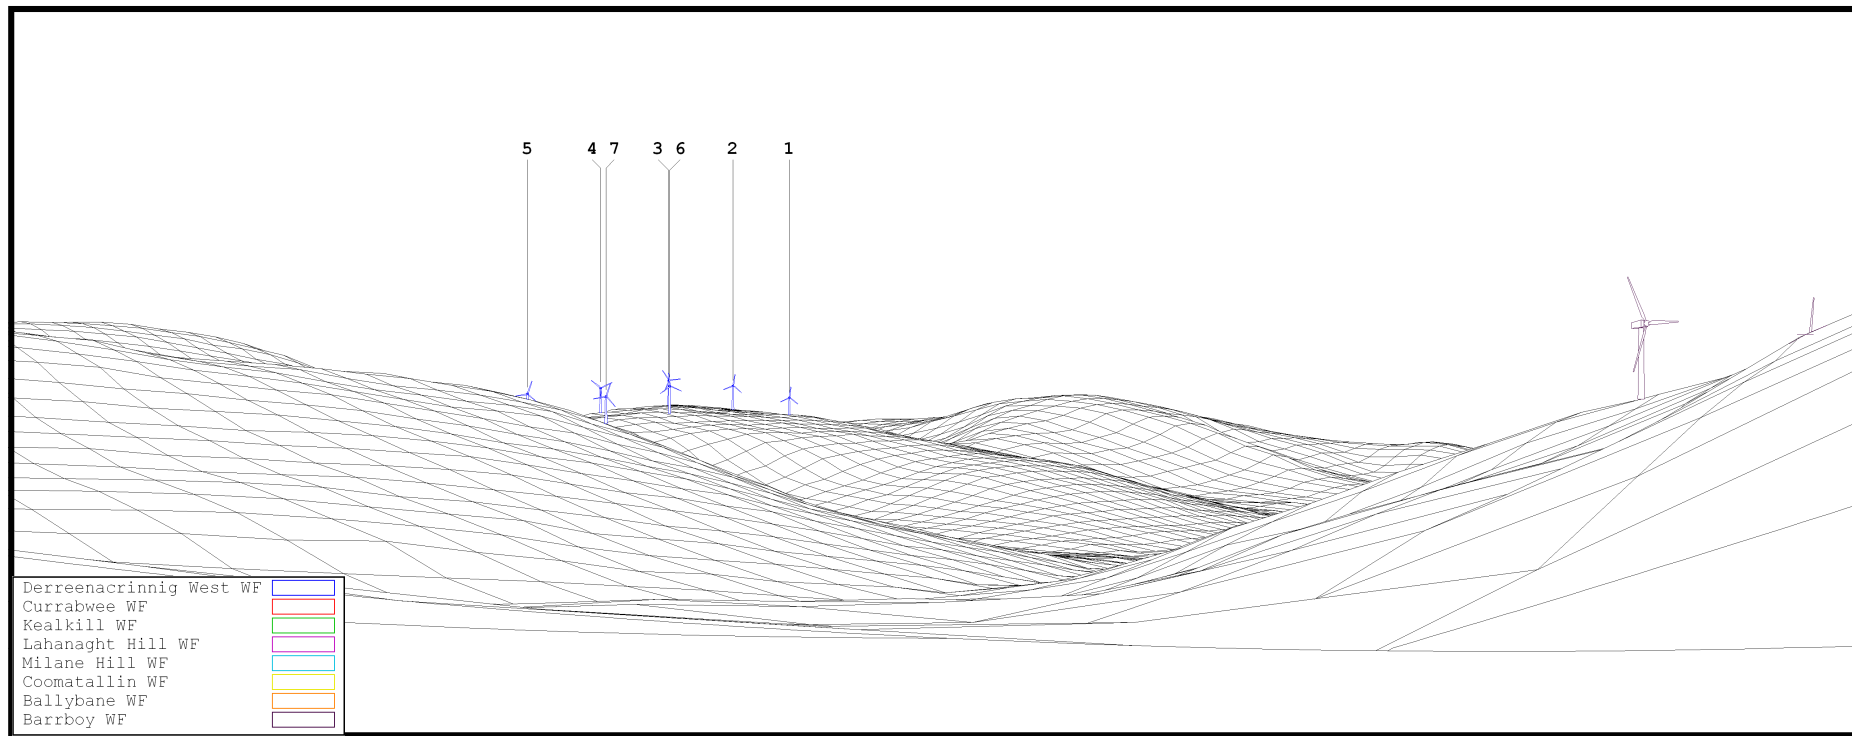 5 4 7 3 6 2 1
Derreenacrinnig West WF
Currabwee WF
Kealkill WF
Lahanaght Hill WF
Milane Hill WF
Coomatallin WF
Ballybane WF
Barrboy WF